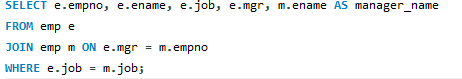 SELECT e.empno, e.ename, e.job, e.mgr, m.ename AS manager_name
FROM emp e
JOIN emp m ON e.mgr = m.empno
WHERE e.job = m.job;